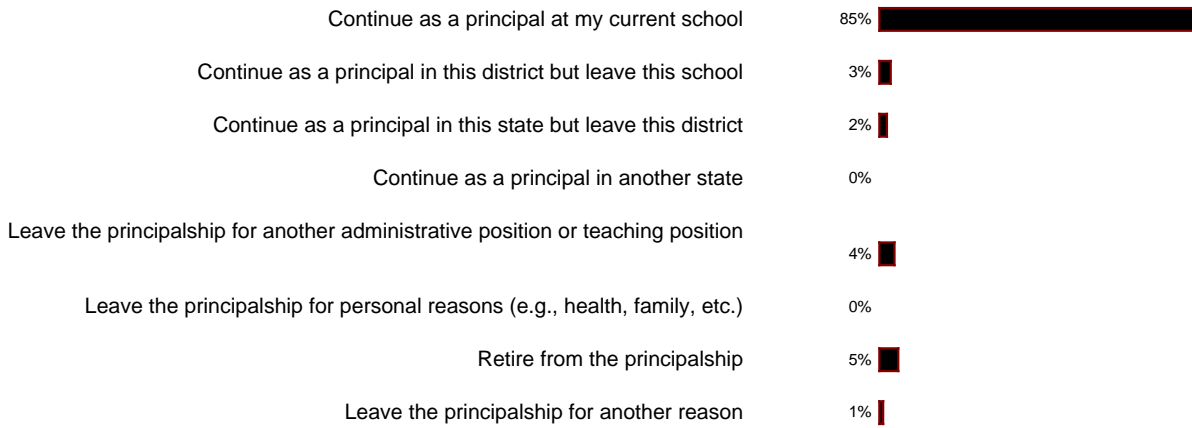 Continue as a principal at my current school 85%
Continue as a principal in this district but leave this school 3%
Continue as a principal in this state but leave this district 2%
Continue as a principal in another state 0%
Leave the principalship for another administrative position or teaching position 4%
Leave the principalship for personal reasons (e.g., health, family, etc.) 0%
Retire from the principalship 5%
Leave the principalship for another reason 1%